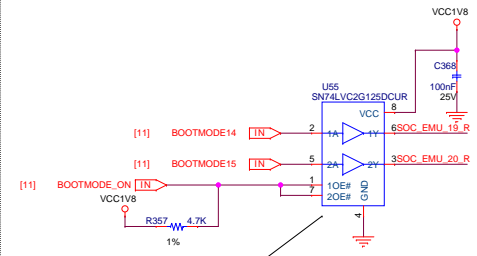 VCC1V8
C368
100nF
25V
U55
SN74LVC2G125DCUR
VCC
8
[11] BOOTMODE14 IN 2 1A 1Y 6 SOC_EMU_19_R
[11] BOOTMODE15 IN 5 2A 2Y 3 SOC_EMU_20_R
[11] BOOTMODE_ON IN 1 1OE#
7 2OE#
GND
4
VCC1V8
R357 4.7K
1%